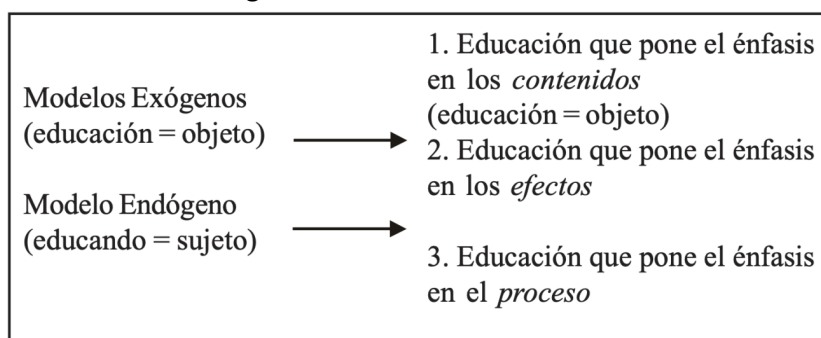 Modelos Exógenos
(educación = objeto)
Modelo Endógeno
(educando = sujeto)
1. Educación que pone el énfasis
en los contenidos
(educación = objeto)
2. Educación que pone el énfasis
en los efectos
3. Educación que pone el énfasis
en el proceso